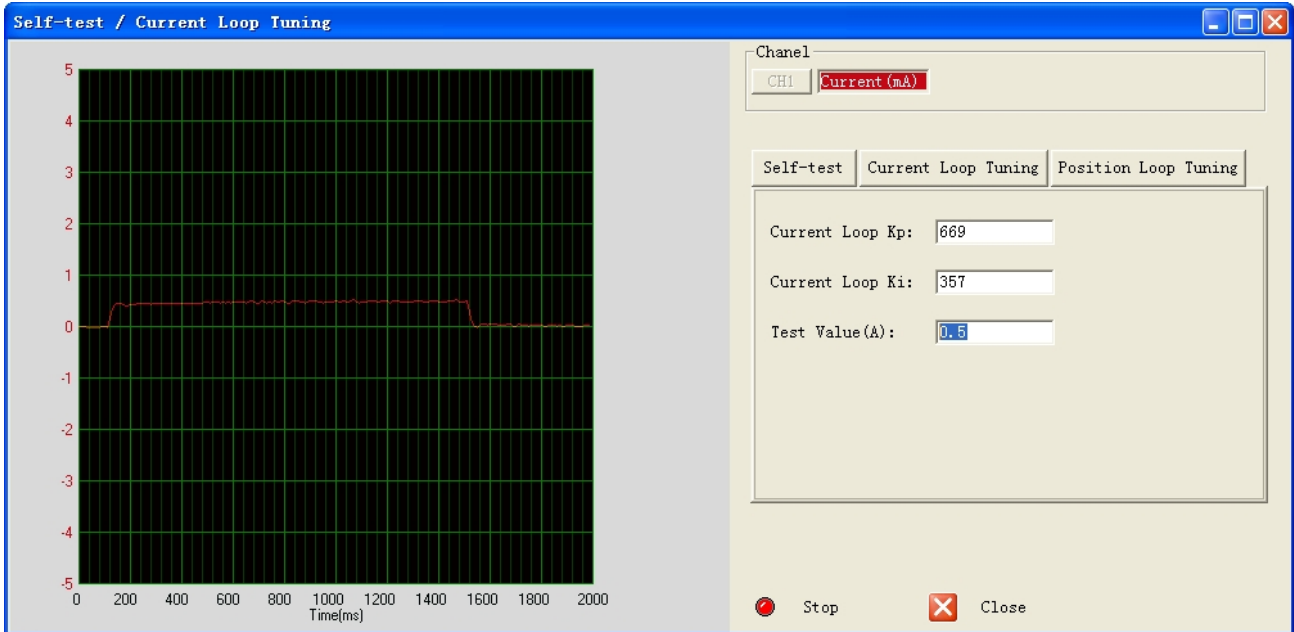 Self-test / Current Loop Tuning
Chanel
CH1 Current(mA)
Self-test Current Loop Tuning Position Loop Tuning
Current Loop Kp: 669
Current Loop Ki: 357
Test Value(A): 0.5
5
4
3
2
1
0
-1
-2
-3
-4
-5
0 200 400 600 800 1000 1200 1400 1600 1800 2000
Time(ms)
Stop Close